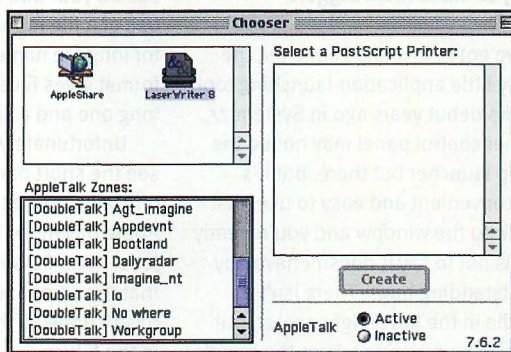 Chooser
Select a PostScript Printer:
AppleShare
LaserWriter 8
AppleTalk Zones:
[DoubleTalk] Agt_imagine
[DoubleTalk] Appdevnt
[DoubleTalk] Bootland
[DoubleTalk] Dailyradar
[DoubleTalk] Imagine_nt
[DoubleTalk] Io
[DoubleTalk] No where
[DoubleTalk] Workgroup
Create
AppleTalk
Active
Inactive
7.6.2